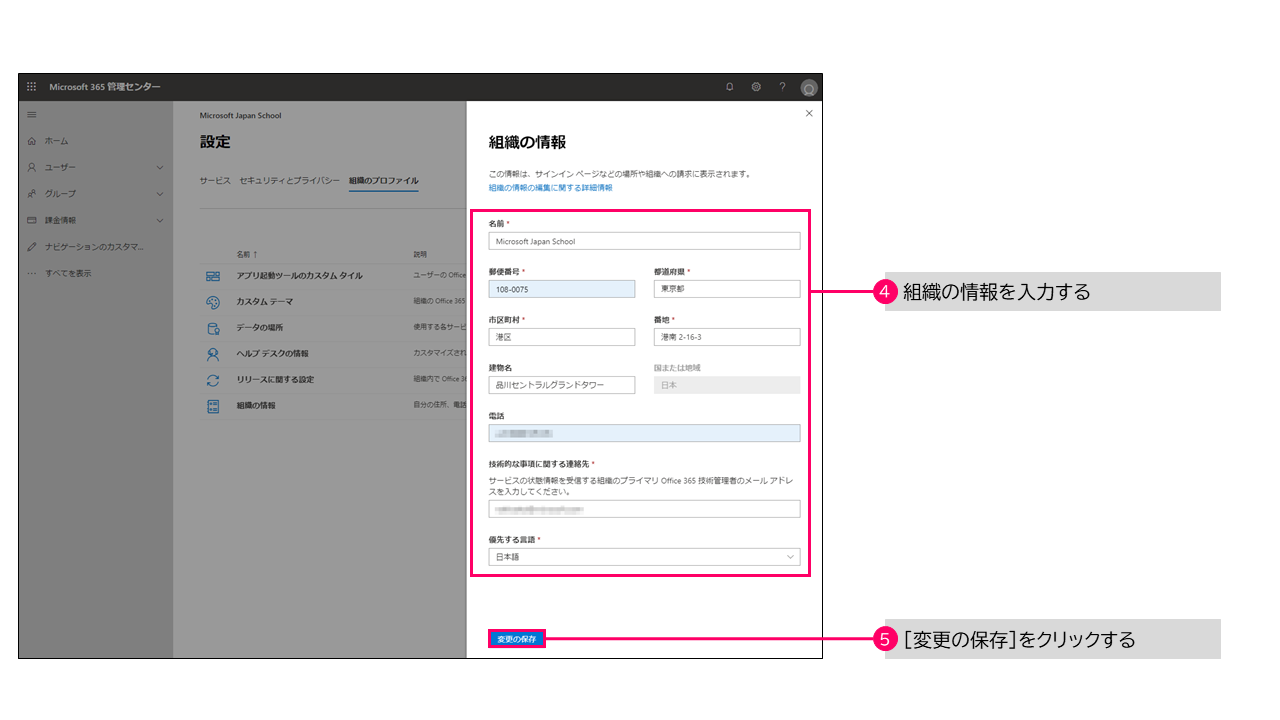 Microsoft 365 管理センター
?
Microsoft Japan School
設定
サービス セキュリティとプライバシー 組織のプロファイル
ホーム
ユーザー
グループ
課金情報
ナビゲーションのカスタマ...
すべてを表示
名前 ↑ 説明
アプリ起動ツールのカスタム タイル ユーザーの Office
カスタム テーマ 組織の Office 365
データの場所 使用する各サービ
ヘルプ デスクの情報 カスタマイズされ
リリースに関する設定 組織内で Office 36
組織の情報 自分の住所、電話
組織の情報
この情報は、サインイン ページなどの場所や組織への請求に表示されます。
組織の情報の編集に関する詳細情報
名前 *
Microsoft Japan School
郵便番号 * 都道府県 *
108-0075 東京都
市区町村 * 番地 *
港区 港南 2-16-3
建物名 国または地域
品川セントラルグランドタワー 日本
電話
技術的な事項に関する連絡先 *
サービスの状態情報を受信する組織のプライマリ Office 365 技術管理者のメール アドレ
スを入力してください。
優先する言語 *
日本語
変更の保存
4 組織の情報を入力する
5 [変更の保存]をクリックする